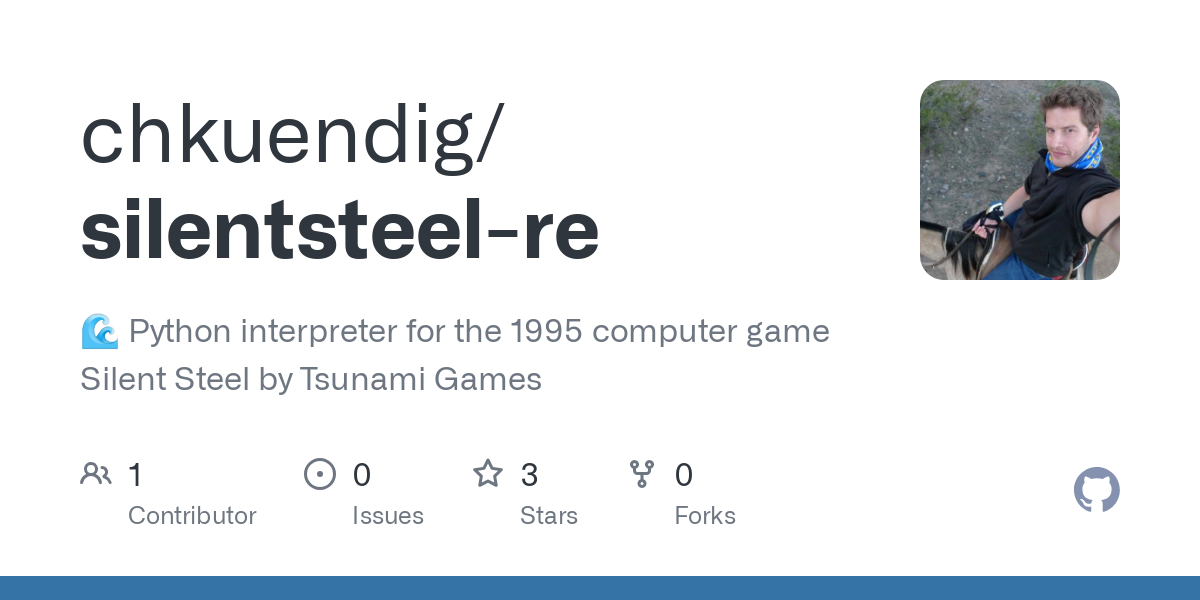 chkuendig/
silentsteel-re
🌊 Python interpreter for the 1995 computer game
Silent Steel by Tsunami Games
1
Contributor
0
Issues
3
Stars
0
Forks